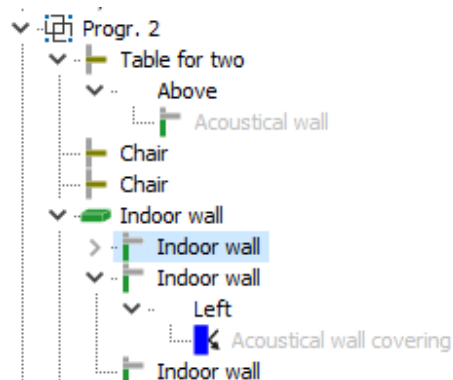 Progr. 2
Table for two
Above
Acoustical wall
Chair
Chair
Indoor wall
Indoor wall
Indoor wall
Left
Acoustical wall covering
Indoor wall